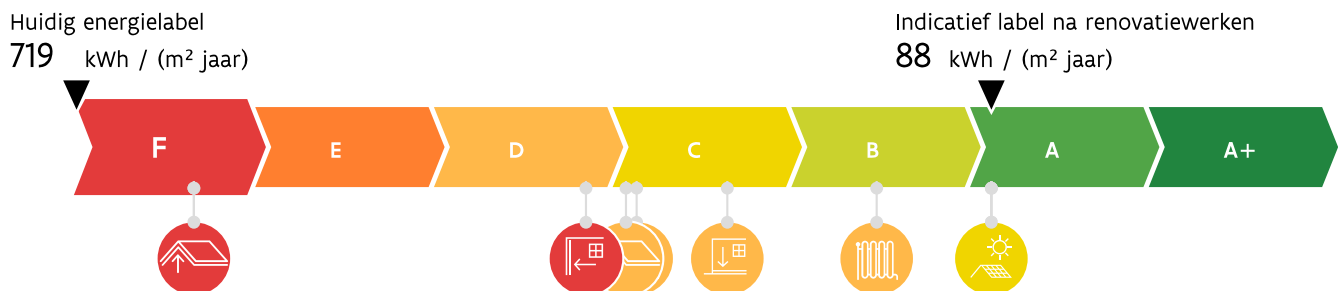 Huidig energielabel
719 kWh / (m² jaar)
Indicatief label na renovatiewerken
88 kWh / (m² jaar)
F E D C B A A+